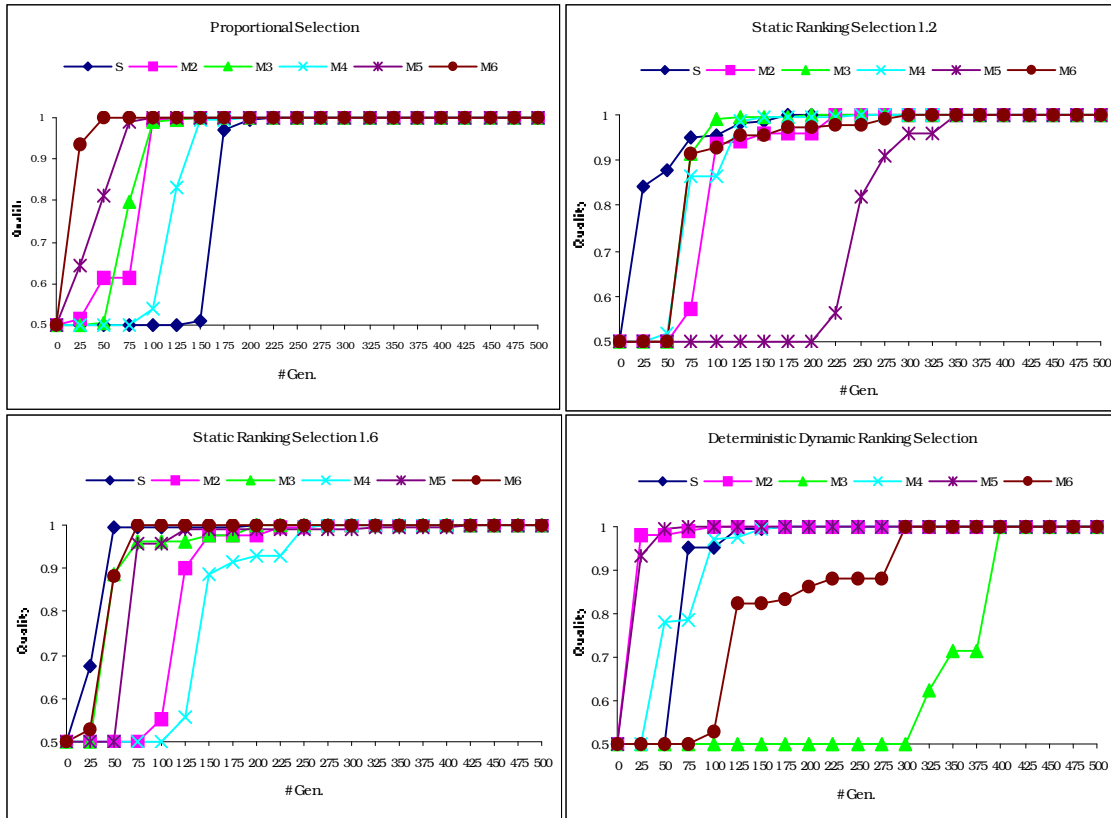 Proportional Selection
S M2 M3 M4 M5 M6
1
0.9
0.8
0.7
0.6
0.5
0 25 50 75 100 125 150 175 200 225 250 275 300 325 350 375 400 425 450 475 500
# Gen.
Static Ranking Selection 1.2
S M2 M3 M4 M5 M6
Quality
1
0.9
0.8
0.7
0.6
0.5
0 25 50 75 100 125 150 175 200 225 250 275 300 325 350 375 400 425 450 475 500
# Gen.
Static Ranking Selection 1.6
S M2 M3 M4 M5 M6
Quality
1
0.9
0.8
0.7
0.6
0.5
0 25 50 75 100 125 150 175 200 225 250 275 300 325 350 375 400 425 450 475 500
# Gen.
Deterministic Dynamic Ranking Selection
S M2 M3 M4 M5 M6
Quality
1
0.9
0.8
0.7
0.6
0.5
0 25 50 75 100 125 150 175 200 225 250 275 300 325 350 375 400 425 450 475 500
# Gen.